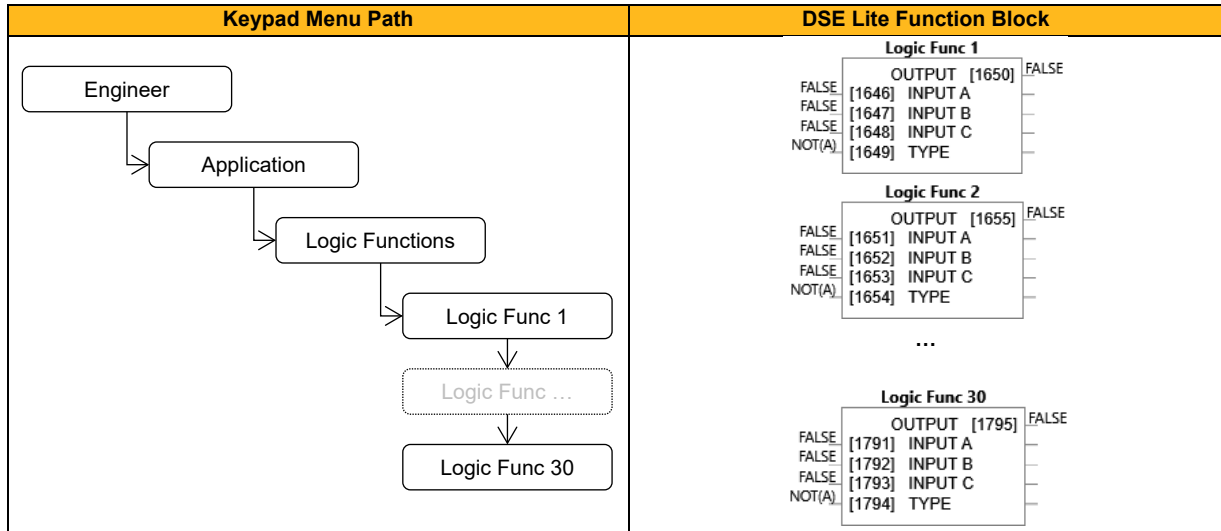 Keypad Menu Path
DSE Lite Function Block
Engineer
Application
Logic Functions
Logic Func 1
Logic Func …
Logic Func 30
Logic Func 1
OUTPUT [1650] FALSE
FALSE [1646] INPUT A
FALSE [1647] INPUT B
FALSE [1648] INPUT C
NOT(A) [1649] TYPE
Logic Func 2
OUTPUT [1655] FALSE
FALSE [1651] INPUT A
FALSE [1652] INPUT B
FALSE [1653] INPUT C
NOT(A) [1654] TYPE
…
Logic Func 30
OUTPUT [1795] FALSE
FALSE [1791] INPUT A
FALSE [1792] INPUT B
FALSE [1793] INPUT C
NOT(A) [1794] TYPE